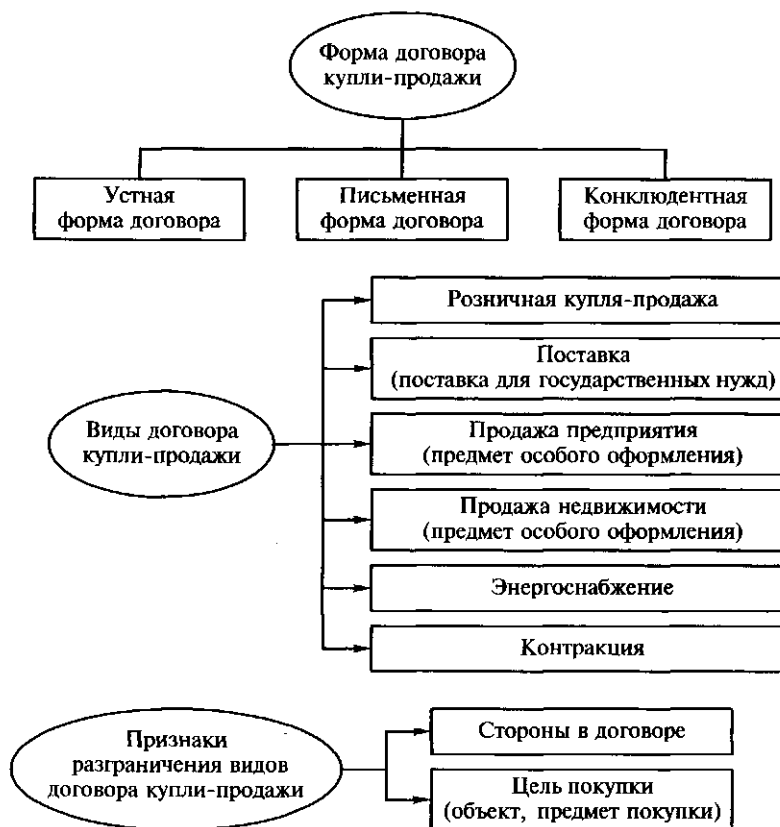 Форма договора
купли-продажи
Устная
форма договора
Письменная
форма договора
Конклюдентная
форма договора
Виды договора
купли-продажи
Розничная купля-продажа
Поставка
(поставка для государственных нужд)
Продажа предприятия
(предмет особого оформления)
Продажа недвижимости
(предмет особого оформления)
Энергоснабжение
Контракция
Признаки
разграничения видов
договора купли-продажи
Стороны в договоре
Цель покупки
(объект, предмет покупки)